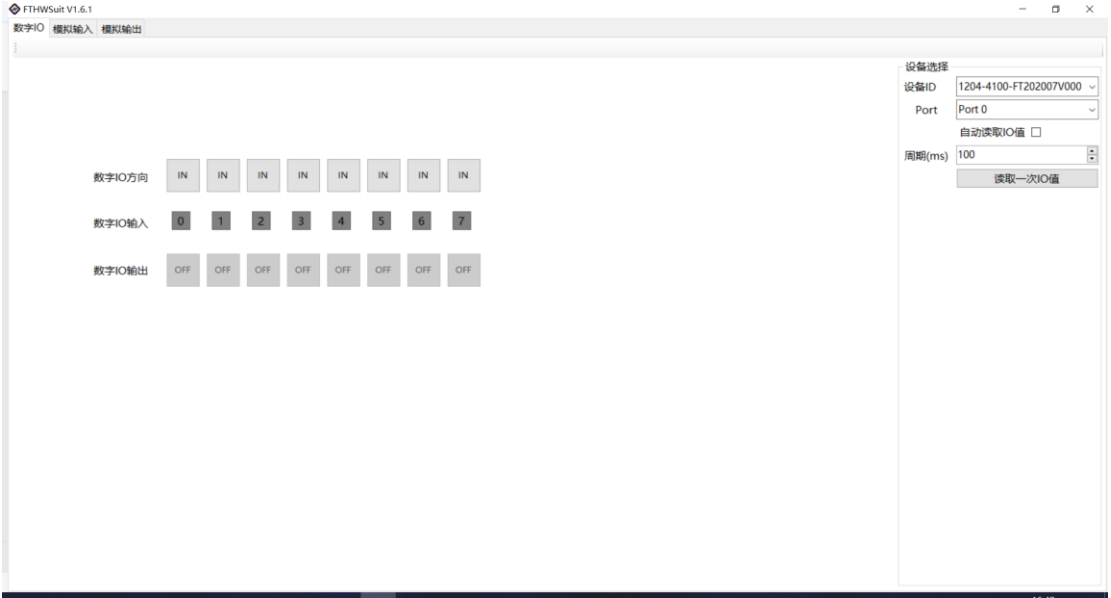 FTHWSuit V1.6.1
数字IO 模拟输入 模拟输出
设备选择
设备ID 1204-4100-FT202007V000
Port Port 0
自动读取IO值
周期(ms) 100
读取一次IO值
数字IO方向 IN IN IN IN IN IN IN IN
数字IO输入 0 1 2 3 4 5 6 7
数字IO输出 OFF OFF OFF OFF OFF OFF OFF OFF